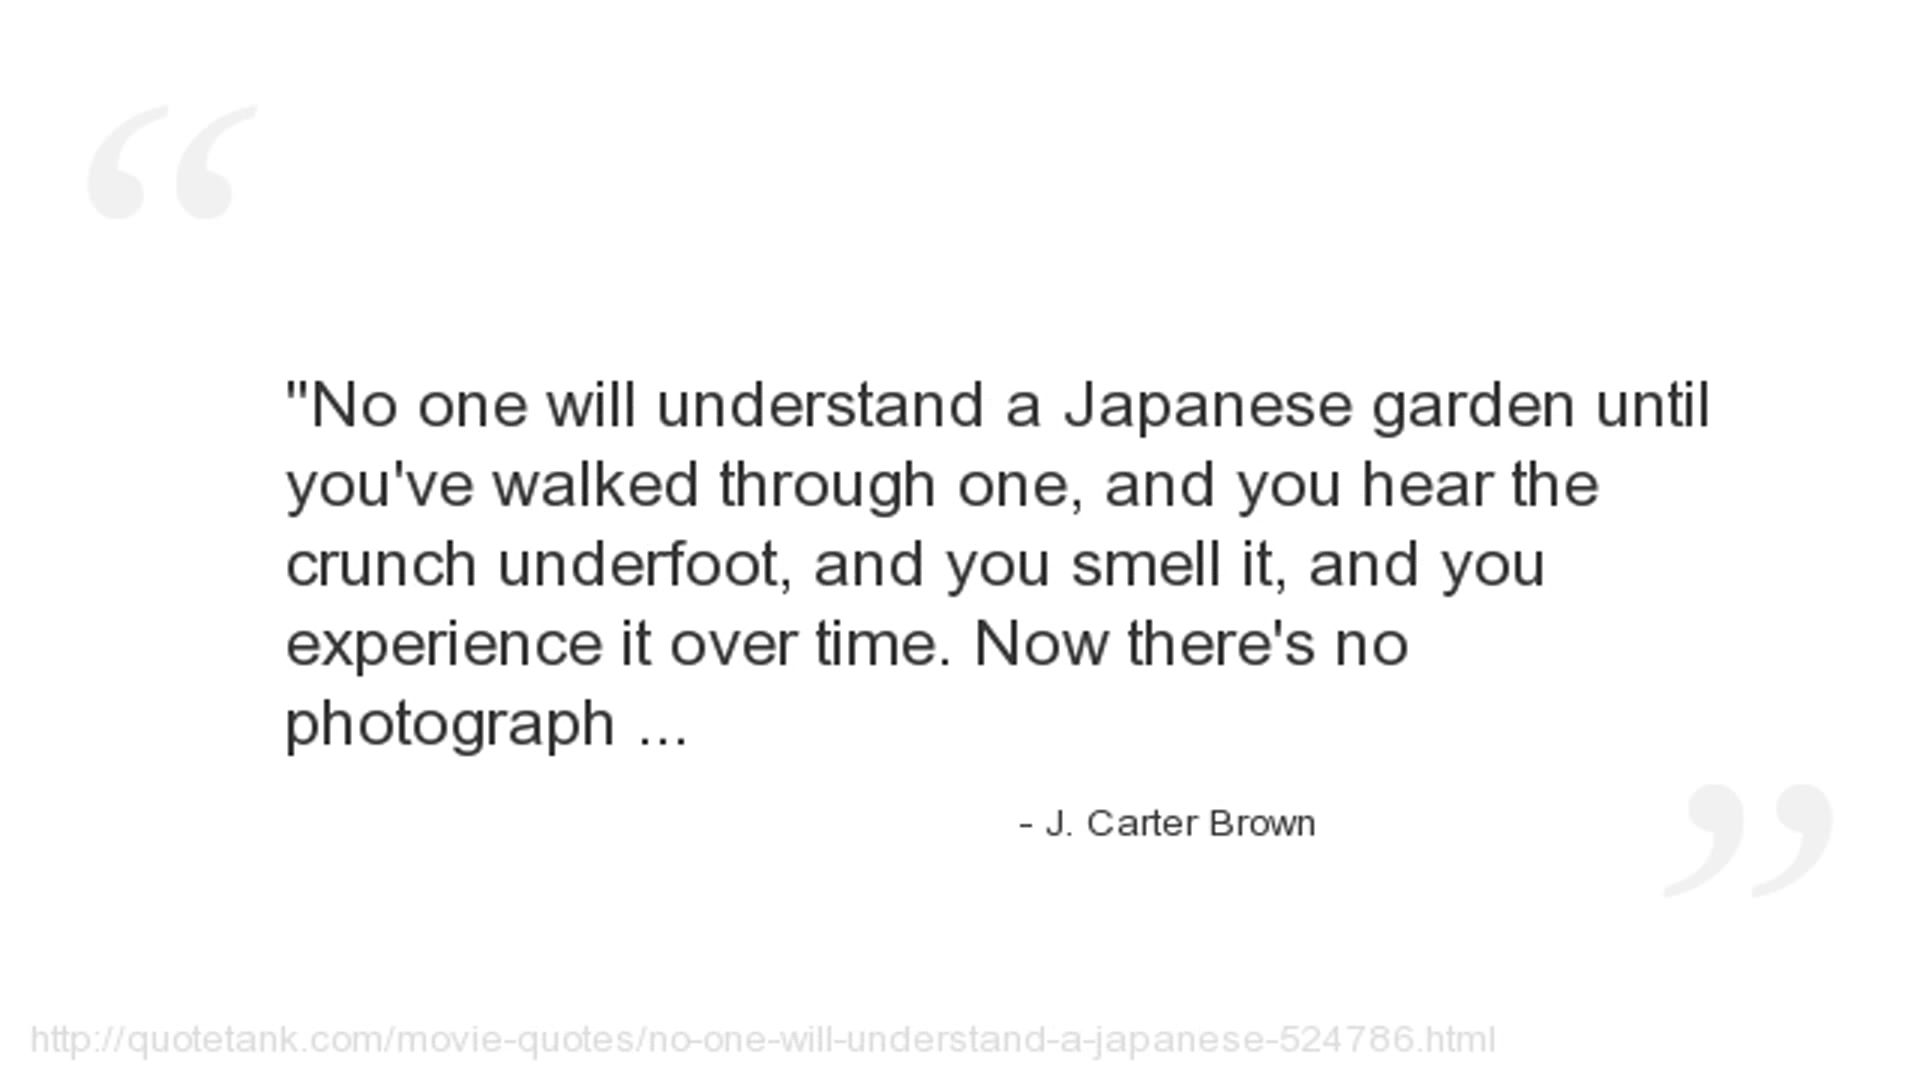 "No one will understand a Japanese garden until
you've walked through one, and you hear the
crunch underfoot, and you smell it, and you
experience it over time. Now there's no
photograph ...
- J. Carter Brown
http://quotetank.com/movie-quotes/no-one-will-understand-a-japanese-524786.html